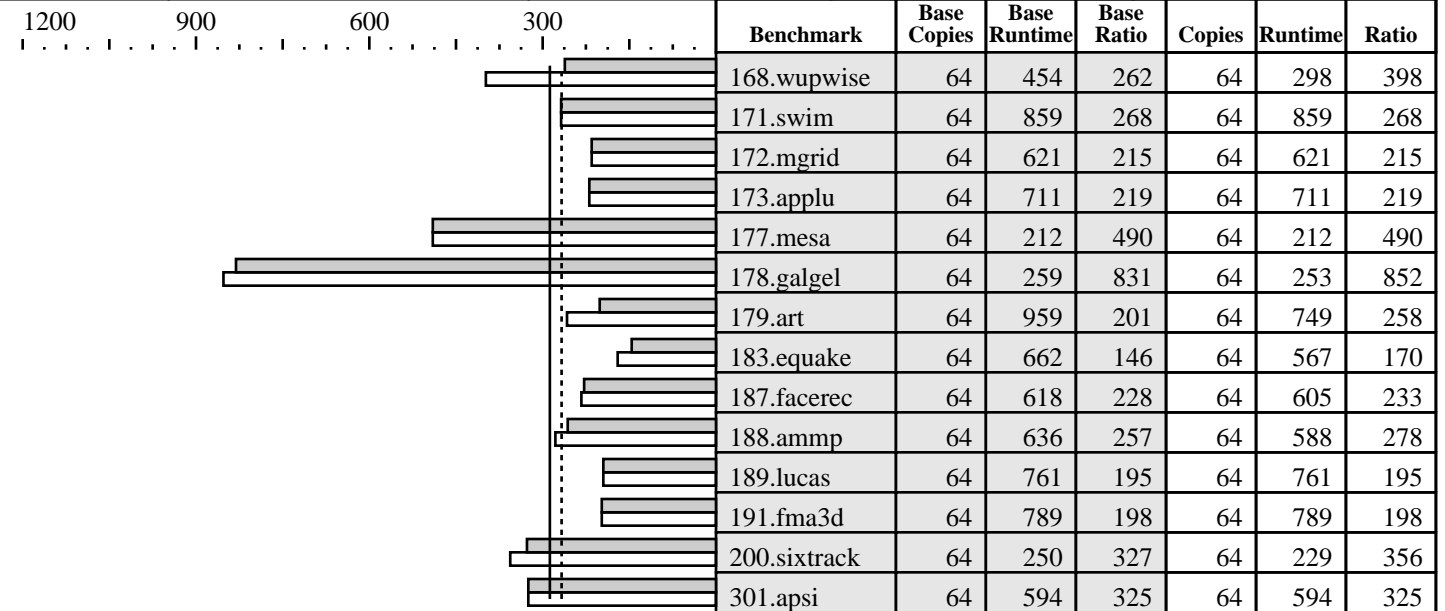 1200 900 600 300
Benchmark Base Copies Base Runtime Base Ratio Copies Runtime Ratio
168.wupwise 64 454 262 64 298 398
171.swim 64 859 268 64 859 268
172.mgrid 64 621 215 64 621 215
173.applu 64 711 219 64 711 219
177.mesa 64 212 490 64 212 490
178.galgel 64 259 831 64 253 852
179.art 64 959 201 64 749 258
183.equake 64 662 146 64 567 170
187.facerec 64 618 228 64 605 233
188.ammp 64 636 257 64 588 278
189.lucas 64 761 195 64 761 195
191.fma3d 64 789 198 64 789 198
200.sixtrack 64 250 327 64 229 356
301.apsi 64 594 325 64 594 325